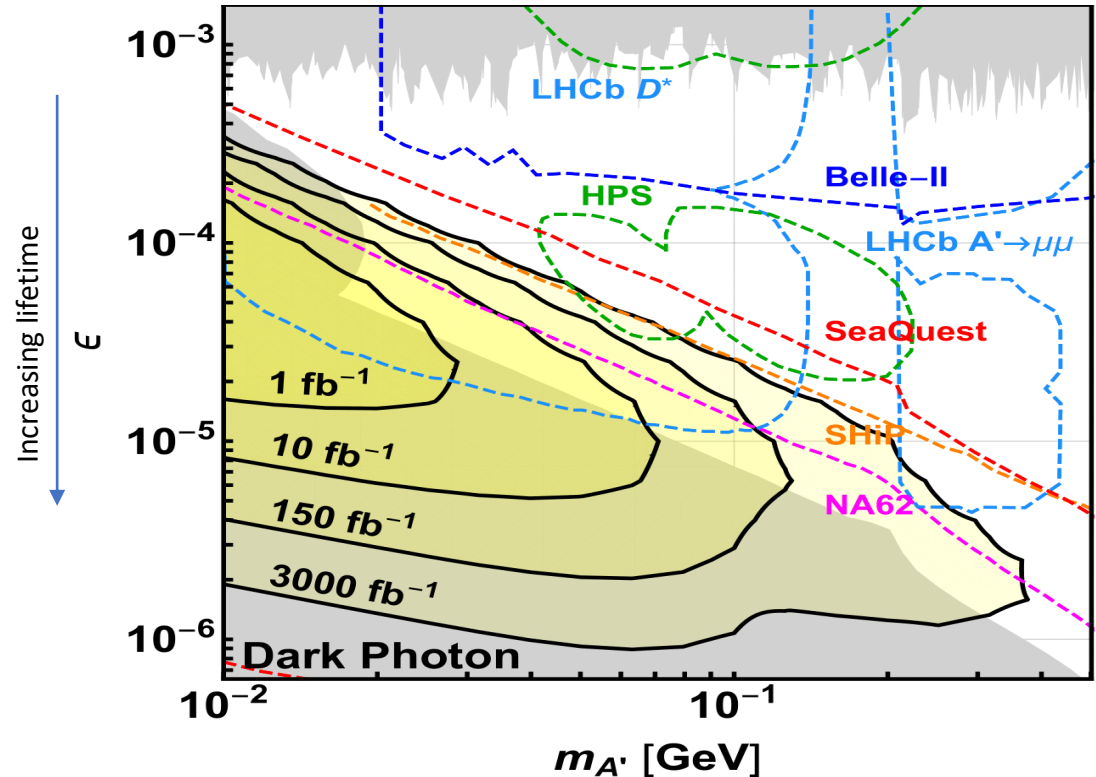 10⁻³
LHCb D*
Belle–II
HPS
10⁻⁴
LHCb A'→μμ
Increasing lifetime
ϵ
SeaQuest
1 fb⁻¹
10⁻⁵
10 fb⁻¹
SHiP
NA62
150 fb⁻¹
3000 fb⁻¹
10⁻⁶
Dark Photon
10⁻²
10⁻¹
m_A' [GeV]